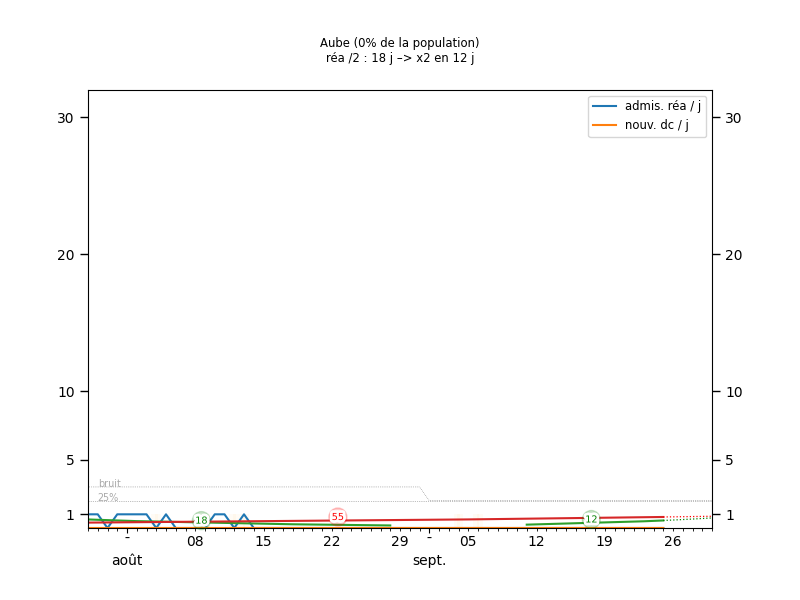 Aube (0% de la population)
réa /2 : 18 j –> x2 en 12 j
admis. réa / j
nouv. dc / j
30 30
20 20
10 10
5 5
bruit
25%
1 18 55 12 1
- 08 15 22 29 - 05 12 19 26
août sept.